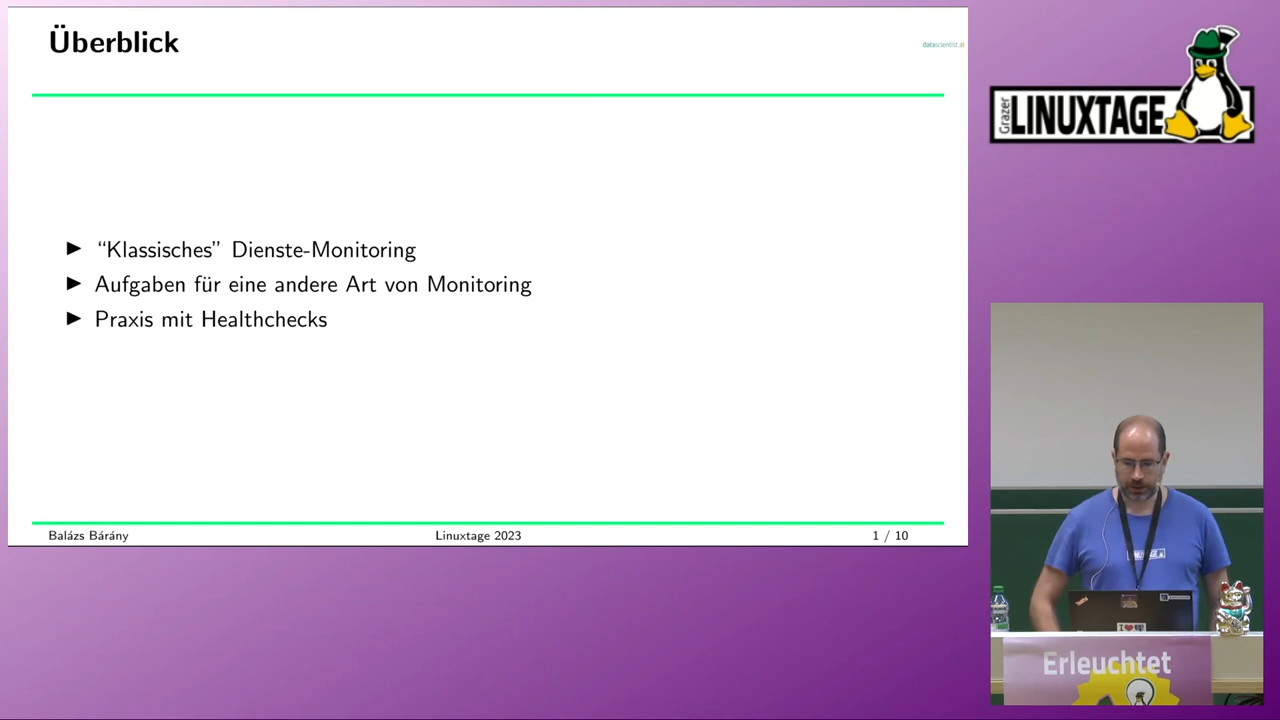 Überblick
datascientist.at
▶ “Klassisches” Dienste-Monitoring
▶ Aufgaben für eine andere Art von Monitoring
▶ Praxis mit Healthchecks
Balázs Bárány
Linuxtage 2023
1 / 10
Grazer
LINUXTAGE
LINUXTAGE
I
Erleuchtet